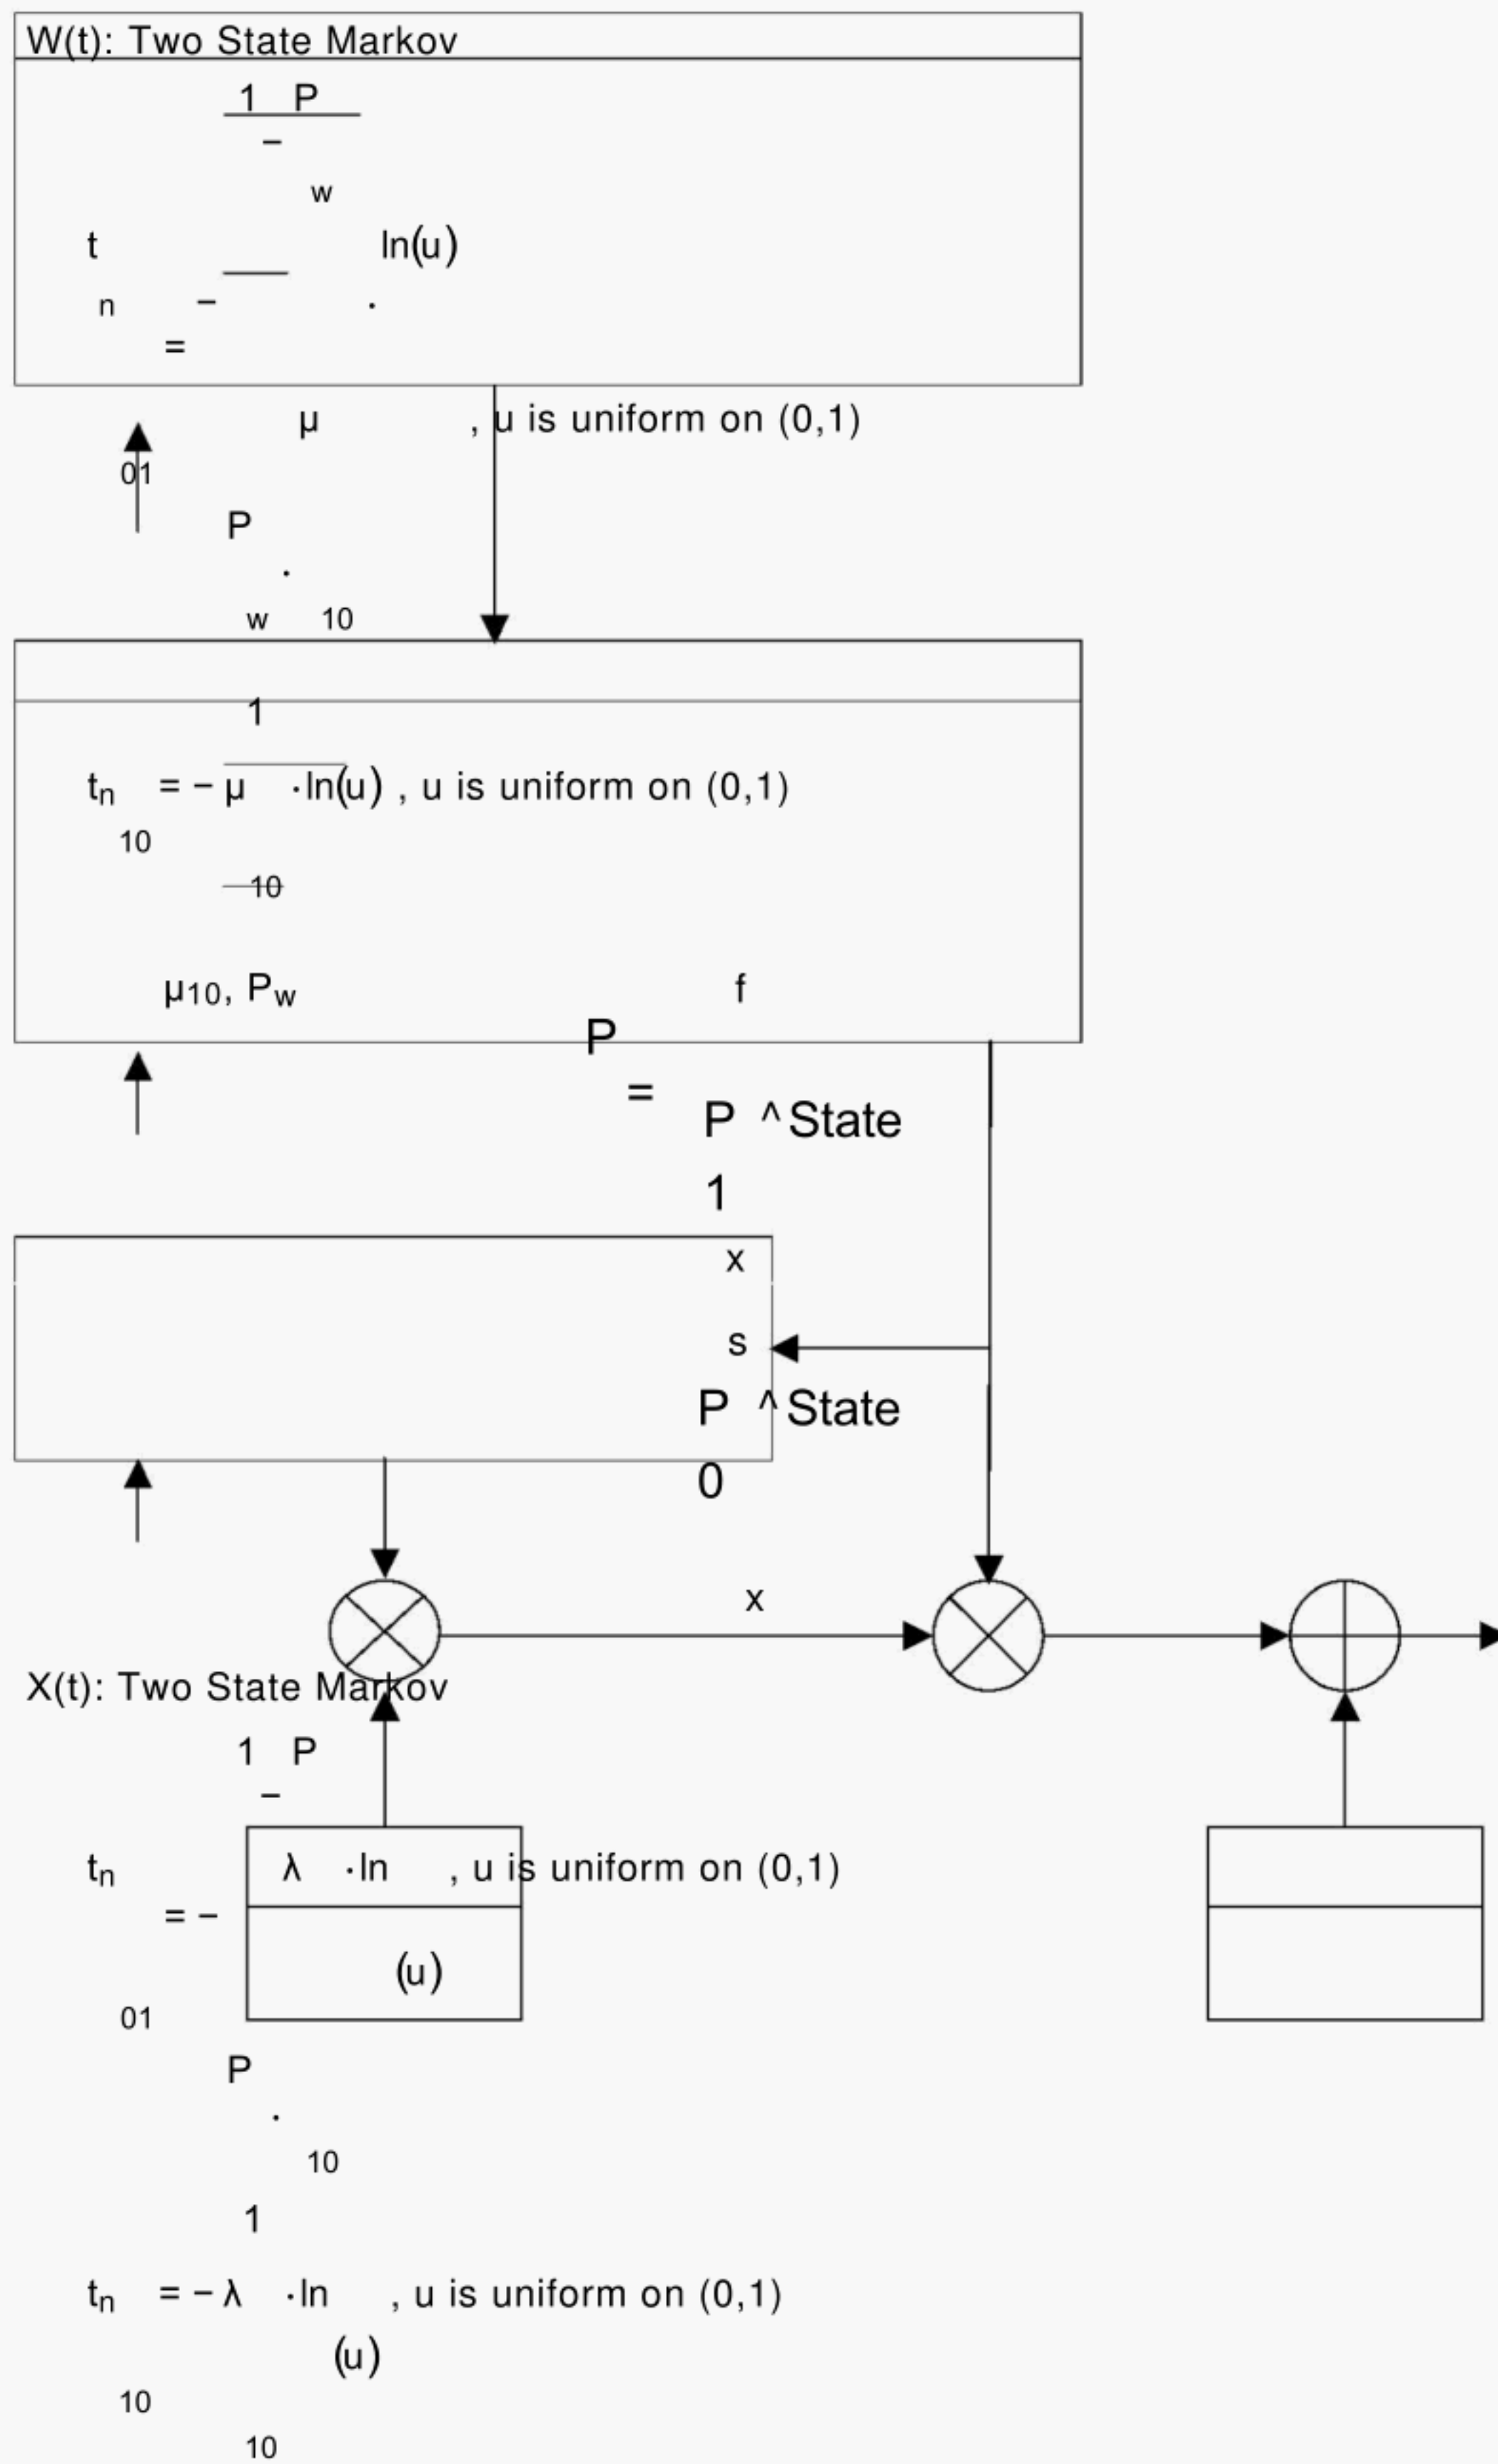 W(t): Two State Markov
1 P
−
w
t ln(u)
n − ·
=
µ , u is uniform on (0,1)
01
P
·
w 10
1
tn = − µ ·ln(u) , u is uniform on (0,1)
10
10
µ10, Pw f
P
=
P ^State
1
x
s
P ^State
0
x
X(t): Two State Markov
1 P
−
tn λ ·ln , u is uniform on (0,1)
= −
(u)
01
P
·
10
1
tn = − λ ·ln , u is uniform on (0,1)
(u)
10
10